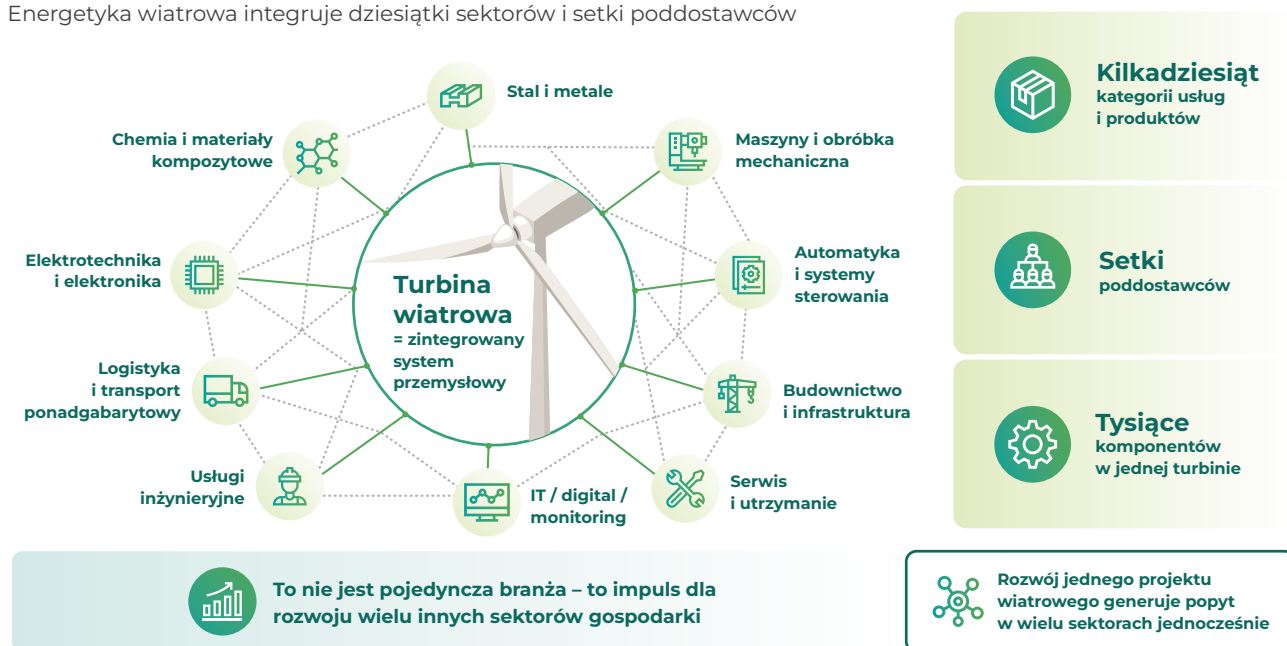 Energetyka wiatrowa integruje dziesiątki sektorów i setki poddostawców
Stal i metale
Chemia i materiały
kompozytowe
Maszyny i obróbka
mechaniczna
Elektrotechnika
i elektronika
Automatyka
i systemy
sterowania
Turbina
wiatrowa
= zintegrowany
system
przemysłowy
Logistyka
i transport
ponadgabarytowy
Budownictwo
i infrastruktura
Usługi
inżynieryjne
IT / digital /
monitoring
Serwis
i utrzymanie
Kilkadziesiąt
kategorii usług
i produktów
Setki
poddostawców
Tysiące
komponentów
w jednej turbinie
To nie jest pojedyncza branża – to impuls dla
rozwoju wielu innych sektorów gospodarki
Rozwój jednego projektu
wiatrowego generuje popyt
w wielu sektorach jednocześnie